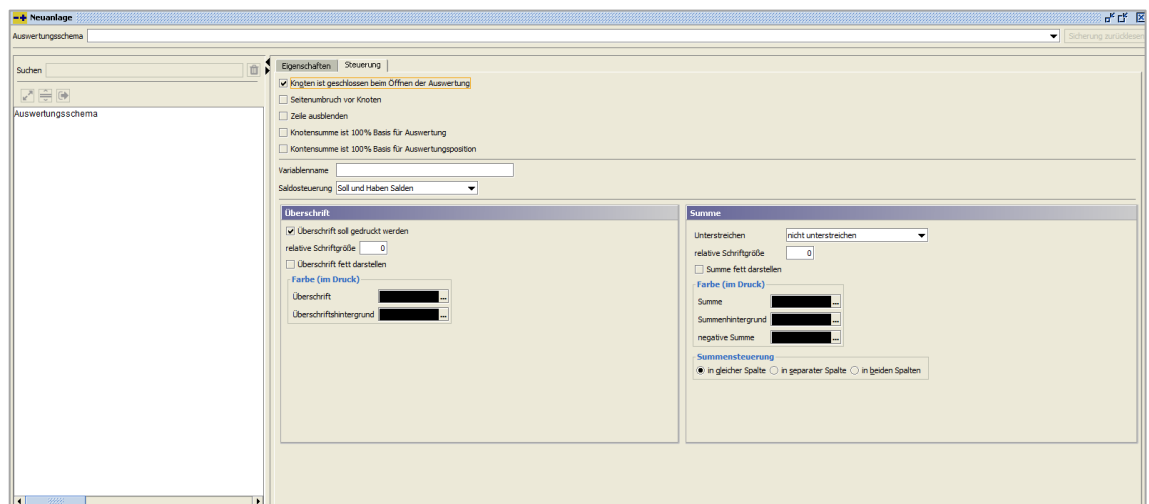 Neuanlage
Auswertungsschema
Sicherung zurücklesen
Suchen
Auswertungsschema
Eigenschaften Steuerung
Knoten ist geschlossen beim Öffnen der Auswertung
Seitenumbruch vor Knoten
Zeile ausblenden
Knotensumme ist 100% Basis für Auswertung
Kontensumme ist 100% Basis für Auswertungsposition
Variablenname
Saldosteuerung Soll und Haben Salden
Überschrift
Überschrift soll gedruckt werden
relative Schriftgröße 0
Überschrift fett darstellen
Farbe (im Druck)
Überschrift ...
Überschriftshintergrund ...
Summe
Unterstreichen nicht unterstreichen
relative Schriftgröße 0
Summe fett darstellen
Farbe (im Druck)
Summe ...
Summenhintergrund ...
negative Summe ...
Summensteuerung
in gleicher Spalte in separater Spalte in beiden Spalten